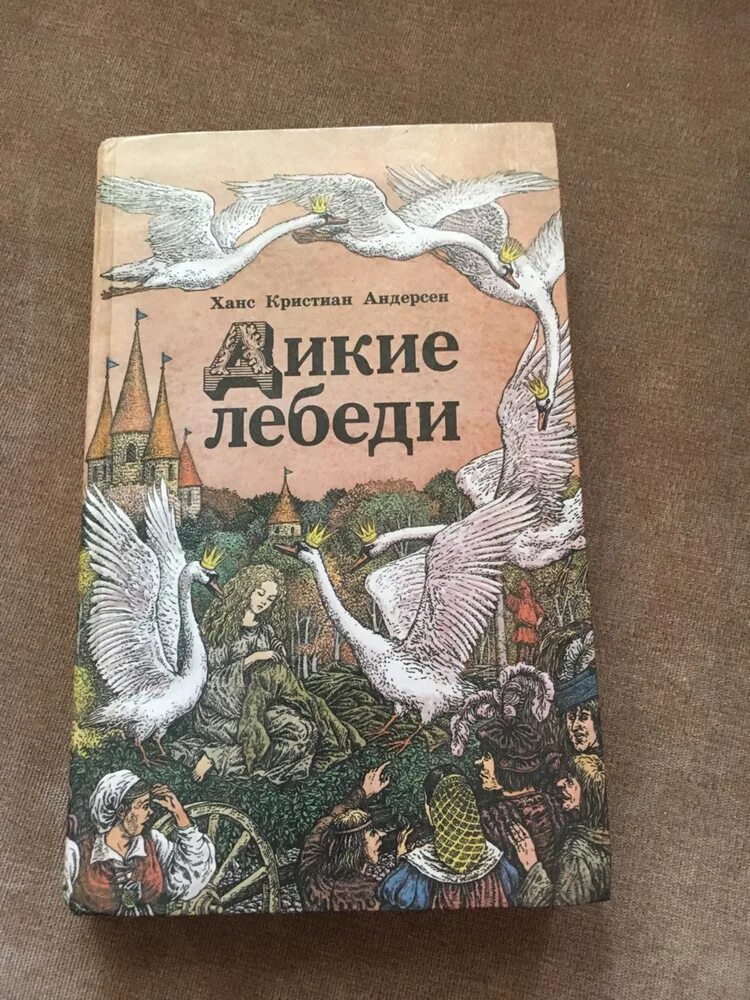 Ханс Кристиан Андерсен
Дикие
лебеди